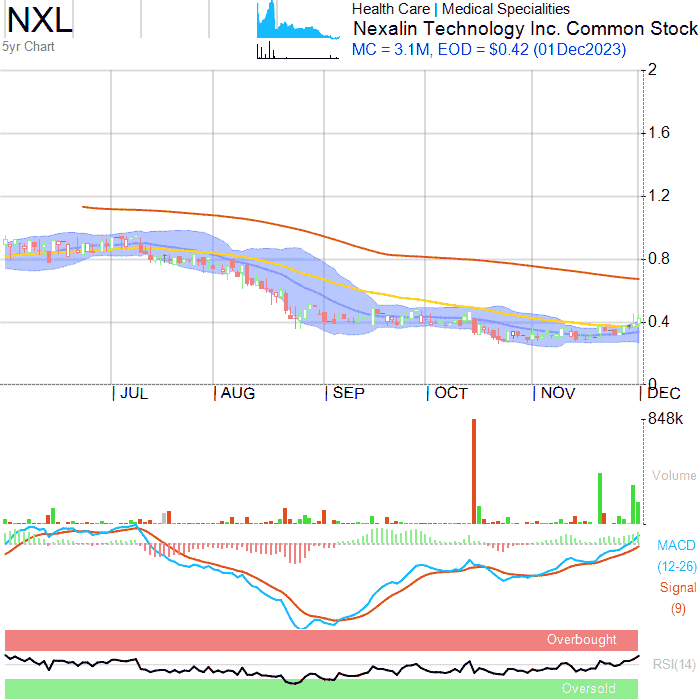 NXL
5yr Chart
Health Care | Medical Specialities
Nexalin Technology Inc. Common Stock
MC = 3.1M, EOD = $0.42 (01Dec2023)
2
1.6
1.2
0.8
0.4
0
JUL AUG SEP OCT NOV DEC
848k
Volume
MACD
(12-26)
Signal
(9)
Overbought
RSI(14)
Oversold